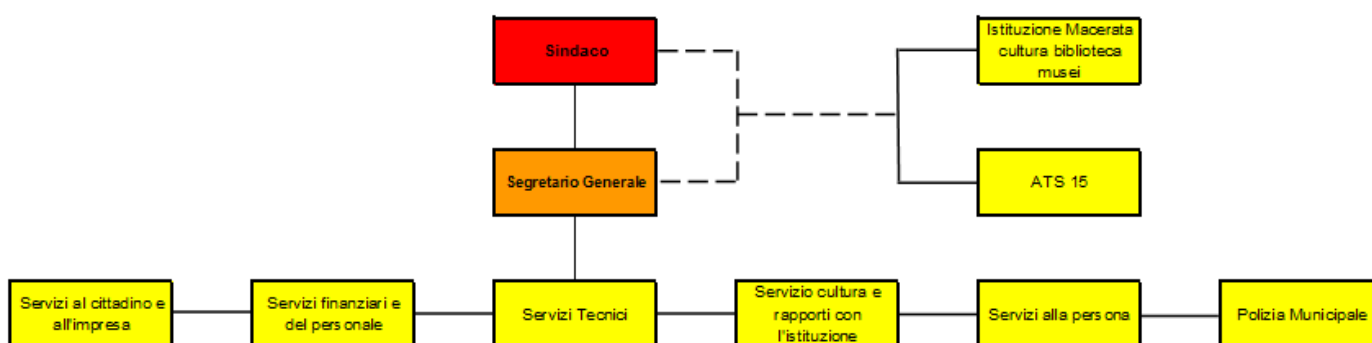 Sindaco
Istituzione Macerata
cultura biblioteca
musei
Segretario Generale
ATS 15
Servizi al cittadino e
all'impresa
Servizi finanziari e
del personale
Servizi Tecnici
Servizio cultura e
rapporti con
l'istituzione
Servizi alla persona
Polizia Municipale